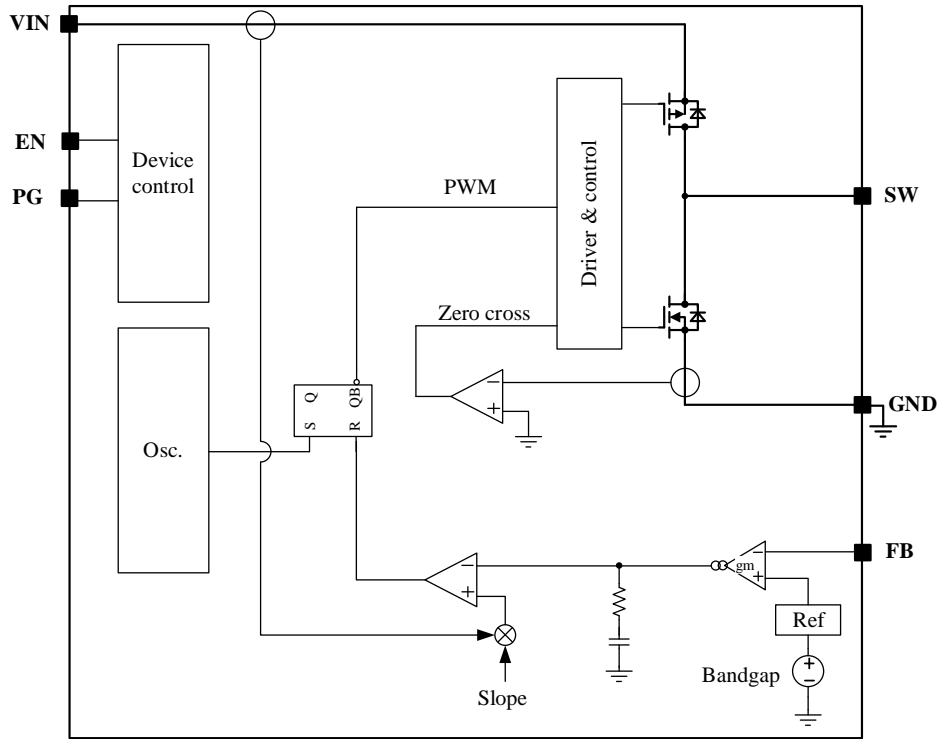 VIN
EN
PG
Device
control
PWM
Driver & control
SW
Zero cross
−
+
GND
Q
QB
S
R
Osc.
FB
−
+
gm
−
+
Ref
Bandgap
+
−
Slope